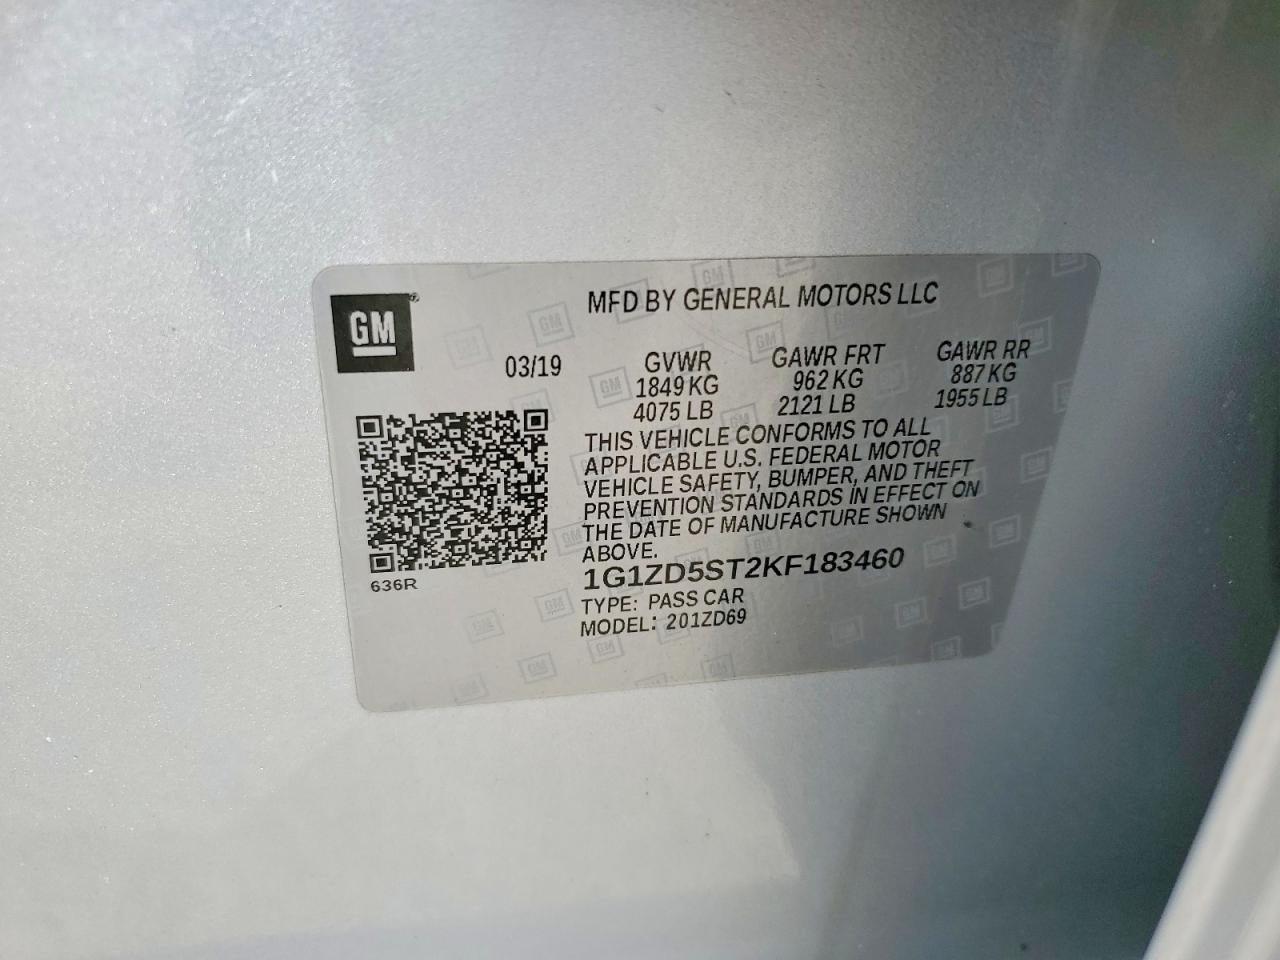 GM®
MFD BY GENERAL MOTORS LLC
03/19 GVWR GAWR FRT GAWR RR
1849 KG 962 KG 887 KG
4075 LB 2121 LB 1955 LB
THIS VEHICLE CONFORMS TO ALL
APPLICABLE U.S. FEDERAL MOTOR
VEHICLE SAFETY, BUMPER, AND THEFT
PREVENTION STANDARDS IN EFFECT ON
THE DATE OF MANUFACTURE SHOWN
ABOVE.
1G1ZD5ST2KF183460
TYPE: PASS CAR
MODEL: 201ZD69
636R